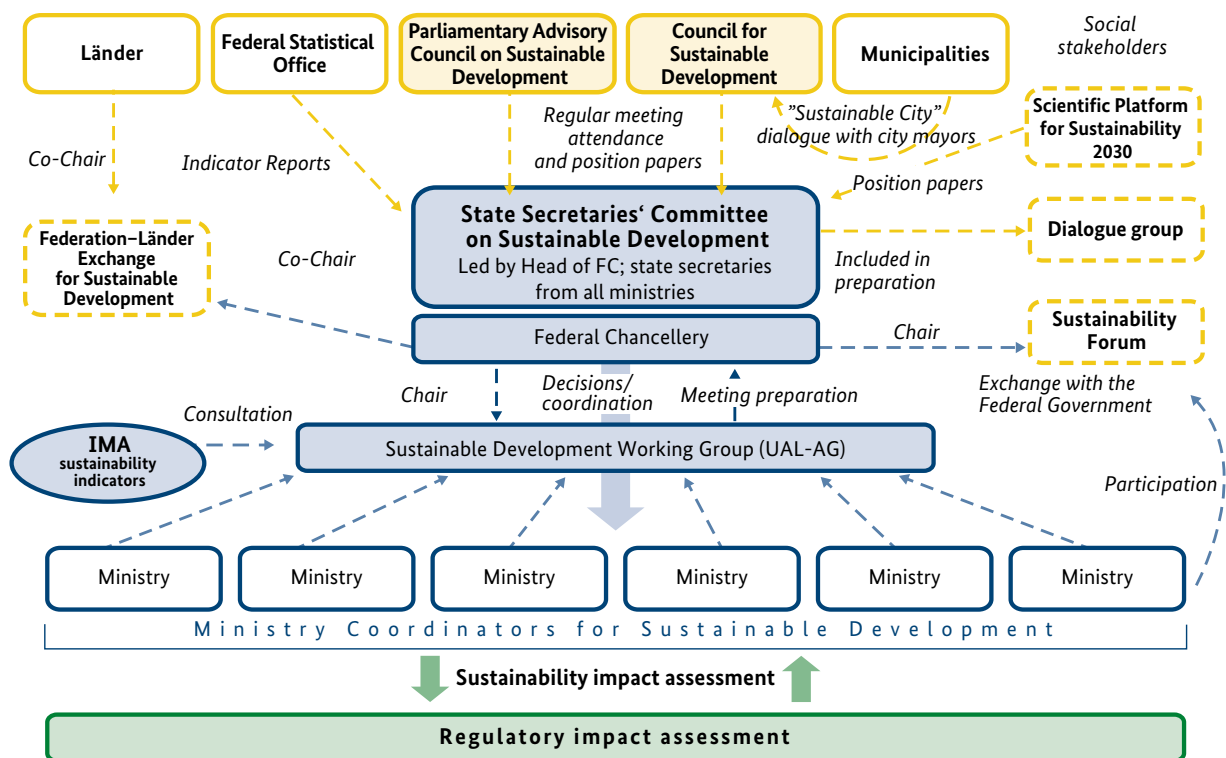 Länder
Federal Statistical
Office
Parliamentary Advisory
Council on Sustainable
Development
Council for
Sustainable
Development
Municipalities
Social
stakeholders
Co-Chair
Indicator Reports
Regular meeting
attendance
and position papers
”Sustainable City”
dialogue with city mayors
Scientific Platform
for Sustainability
2030
Position papers
Federation–Länder
Exchange
for Sustainable
Development
Co-Chair
State Secretaries‘ Committee
on Sustainable Development
Led by Head of FC; state secretaries
from all ministries
Included in
preparation
Dialogue group
Federal Chancellery
Chair
Sustainability
Forum
Chair
Decisions/
coordination
Meeting preparation
Exchange with the
Federal Government
Consultation
IMA
sustainability
indicators
Sustainable Development Working Group (UAL-AG)
Participation
Ministry
Ministry
Ministry
Ministry
Ministry
Ministry
Ministry Coordinators for Sustainable Development
Sustainability impact assessment
Regulatory impact assessment